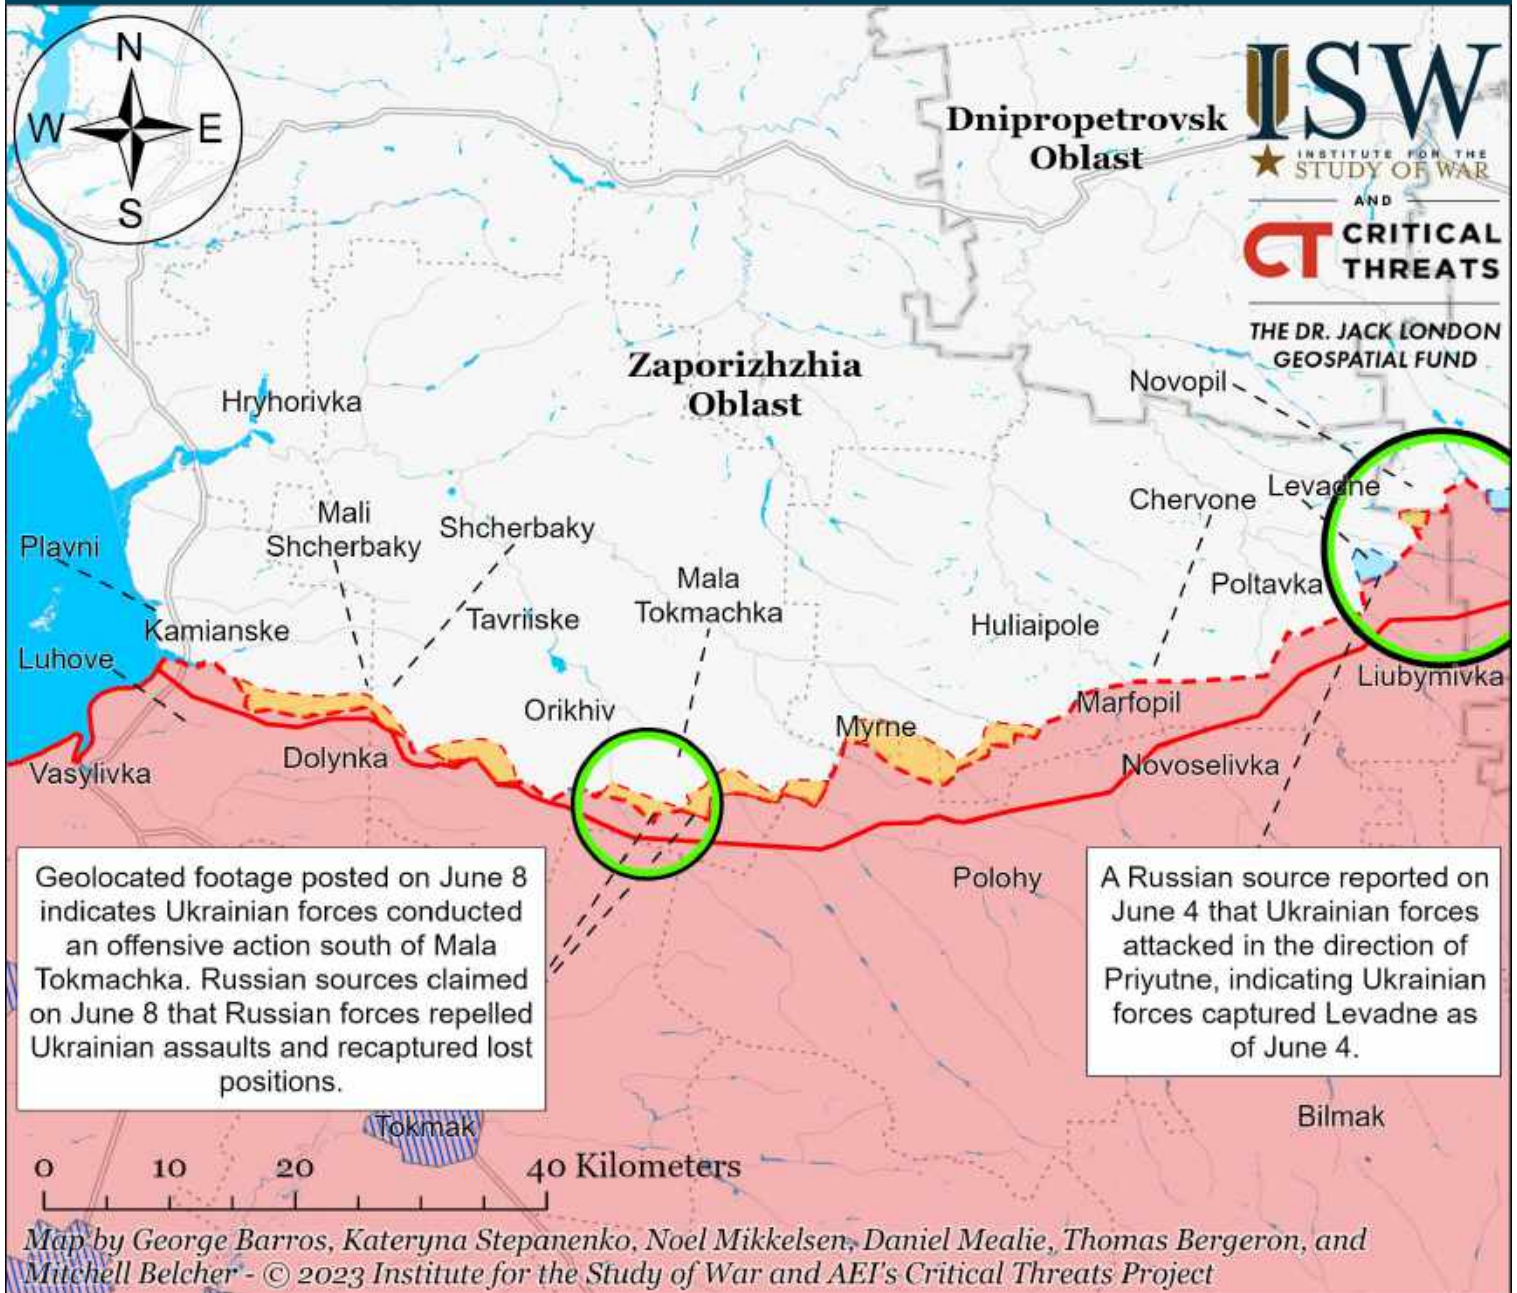 N
W E
S
ISW
INSTITUTE FOR THE
STUDY OF WAR
AND
CT CRITICAL
THREATS
THE DR. JACK LONDON
GEOSPATIAL FUND
Dnipropetrovsk
Oblast
Zaporizhzhia
Oblast
Novopil
Hryhorivka
Levadne
Chervone
Mali
Shcherbaky
Shcherbaky
Plavni
Mala
Tokmachka
Poltavka
Tavriiske
Huliaipole
Kamianske
Luhove
Liubymivka
Orikhiv
Marfopil
Myrne
Dolynka
Vasylivka
Novoselivka
Polohy
Geolocated footage posted on June 8
indicates Ukrainian forces conducted
an offensive action south of Mala
Tokmachka. Russian sources claimed
on June 8 that Russian forces repelled
Ukrainian assaults and recaptured lost
positions.
A Russian source reported on
June 4 that Ukrainian forces
attacked in the direction of
Priyutne, indicating Ukrainian
forces captured Levadne as
of June 4.
Tokmak
Bilmak
0 10 20 40 Kilometers
Map by George Barros, Kateryna Stepanenko, Noel Mikkelsen, Daniel Mealie, Thomas Bergeron, and
Mitchell Belcher - © 2023 Institute for the Study of War and AEI's Critical Threats Project